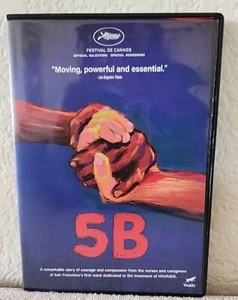 FESTIVAL DE CANNES
OFFICIAL SELECTION SPECIAL SCREENING
"Moving, powerful and essential."
-Los Angeles Times
5B
A remarkable story of courage and compassion from the nurses and caregivers
of San Francisco's first ward dedicated to the treatment of HIV/AIDS.